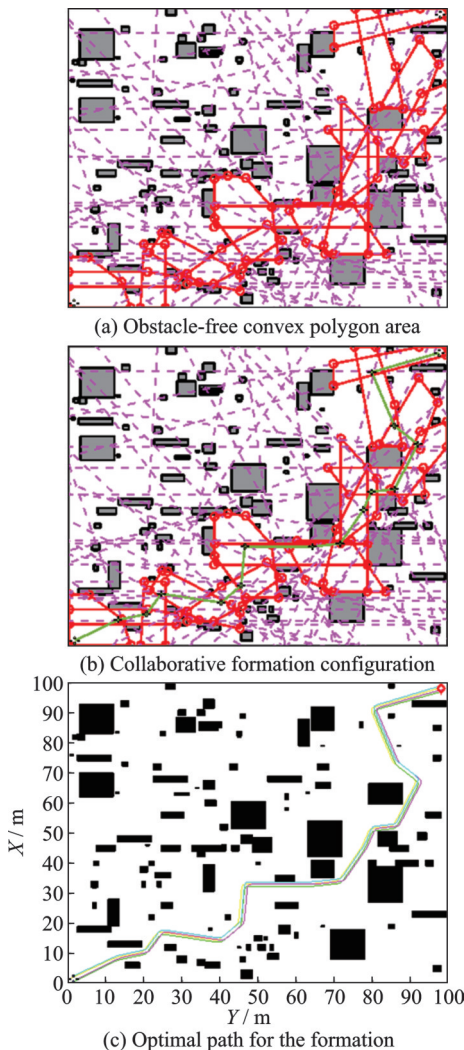 (a) Obstacle-free convex polygon area
(b) Collaborative formation configuration
100
90
80
70
60
50
40
30
20
10
0
X / m
0 10 20 30 40 50 60 70 80 90 100
Y / m
(c) Optimal path for the formation